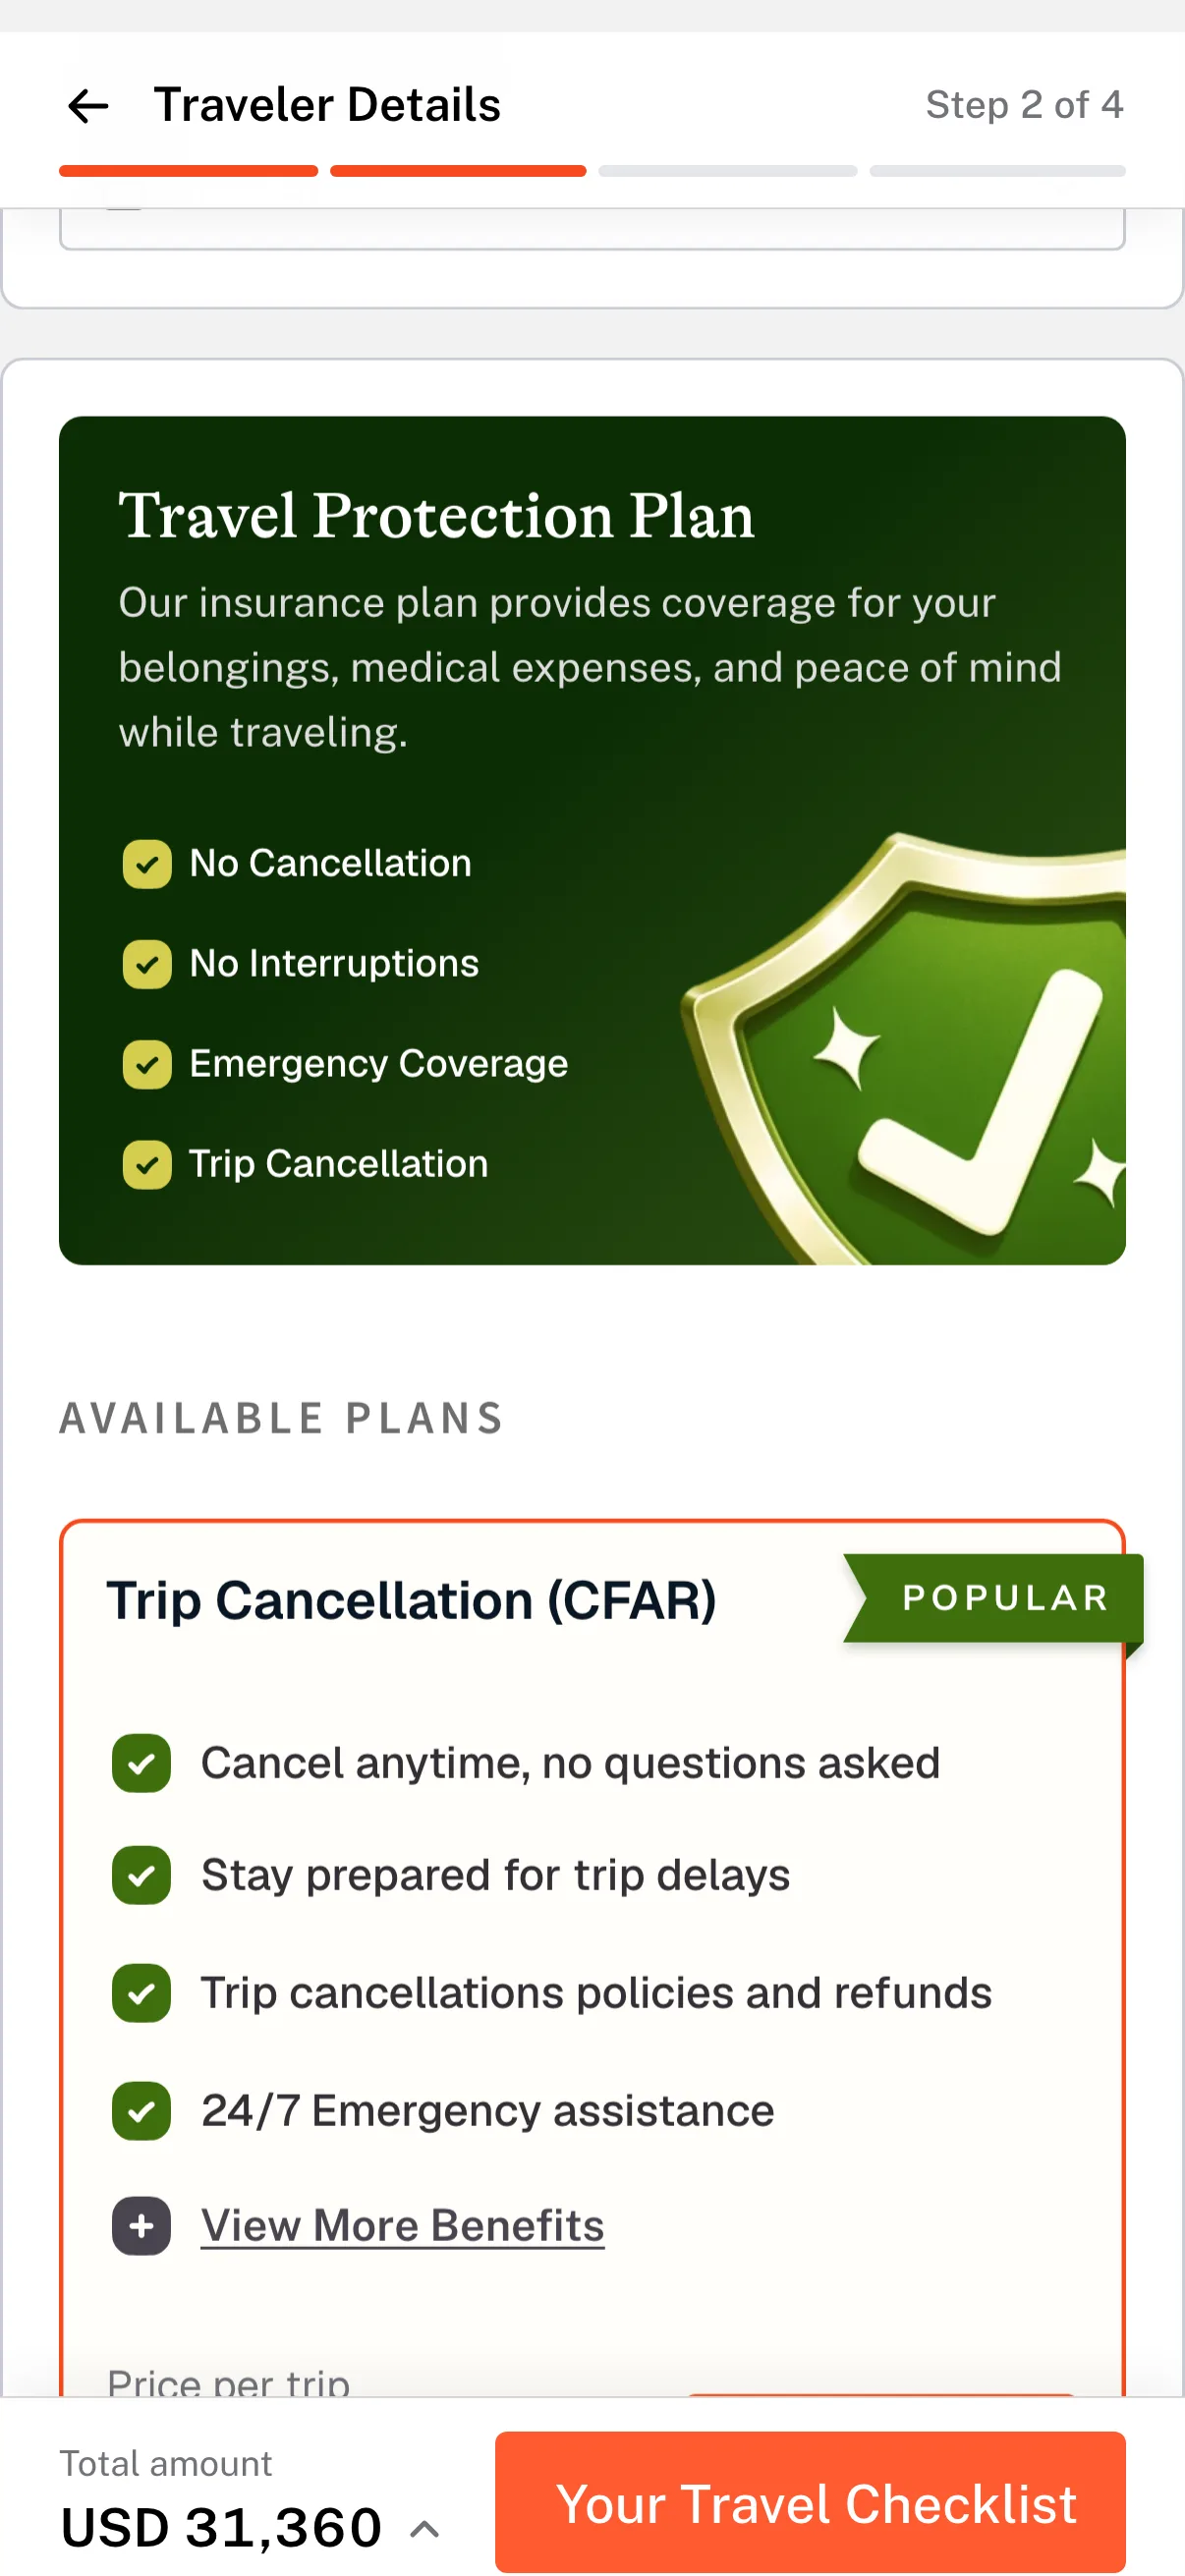 Traveler Details
Step 2 of 4
Travel Protection Plan
Our insurance plan provides coverage for your
belongings, medical expenses, and peace of mind
while traveling.
No Cancellation
No Interruptions
Emergency Coverage
Trip Cancellation
AVAILABLE PLANS
Trip Cancellation (CFAR)
POPULAR
Cancel anytime, no questions asked
Stay prepared for trip delays
Trip cancellations policies and refunds
24/7 Emergency assistance
View More Benefits
Price per trip
Total amount
USD 31,360
Your Travel Checklist